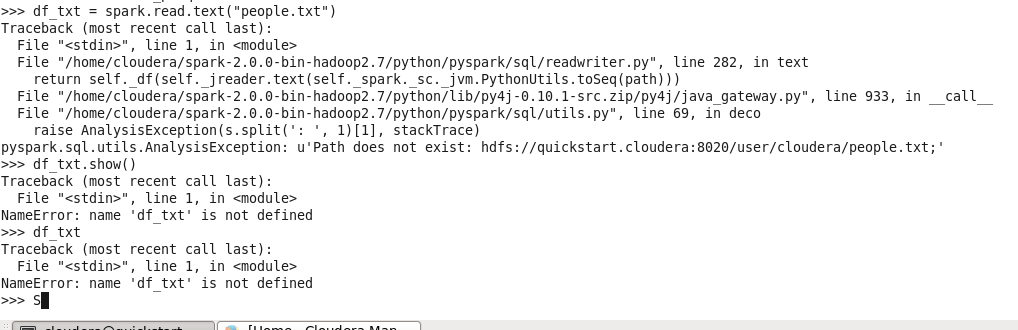 >>> df_txt = spark.read.text("people.txt")
Traceback (most recent call last):
  File "<stdin>", line 1, in <module>
  File "/home/cloudera/spark-2.0.0-bin-hadoop2.7/python/pyspark/sql/readwriter.py", line 282, in text
    return self._df(self._jreader.text(self._spark._sc._jvm.PythonUtils.toSeq(path)))
  File "/home/cloudera/spark-2.0.0-bin-hadoop2.7/python/lib/py4j-0.10.1-src.zip/py4j/java_gateway.py", line 933, in __call__
  File "/home/cloudera/spark-2.0.0-bin-hadoop2.7/python/pyspark/sql/utils.py", line 69, in deco
    raise AnalysisException(s.split(': ', 1)[1], stackTrace)
pyspark.sql.utils.AnalysisException: u'Path does not exist: hdfs://quickstart.cloudera:8020/user/cloudera/people.txt;'
>>> df_txt.show()
Traceback (most recent call last):
  File "<stdin>", line 1, in <module>
NameError: name 'df_txt' is not defined
>>> df_txt
Traceback (most recent call last):
  File "<stdin>", line 1, in <module>
NameError: name 'df_txt' is not defined
>>> S
cloudera@quickstart [Home - Cloudera Man